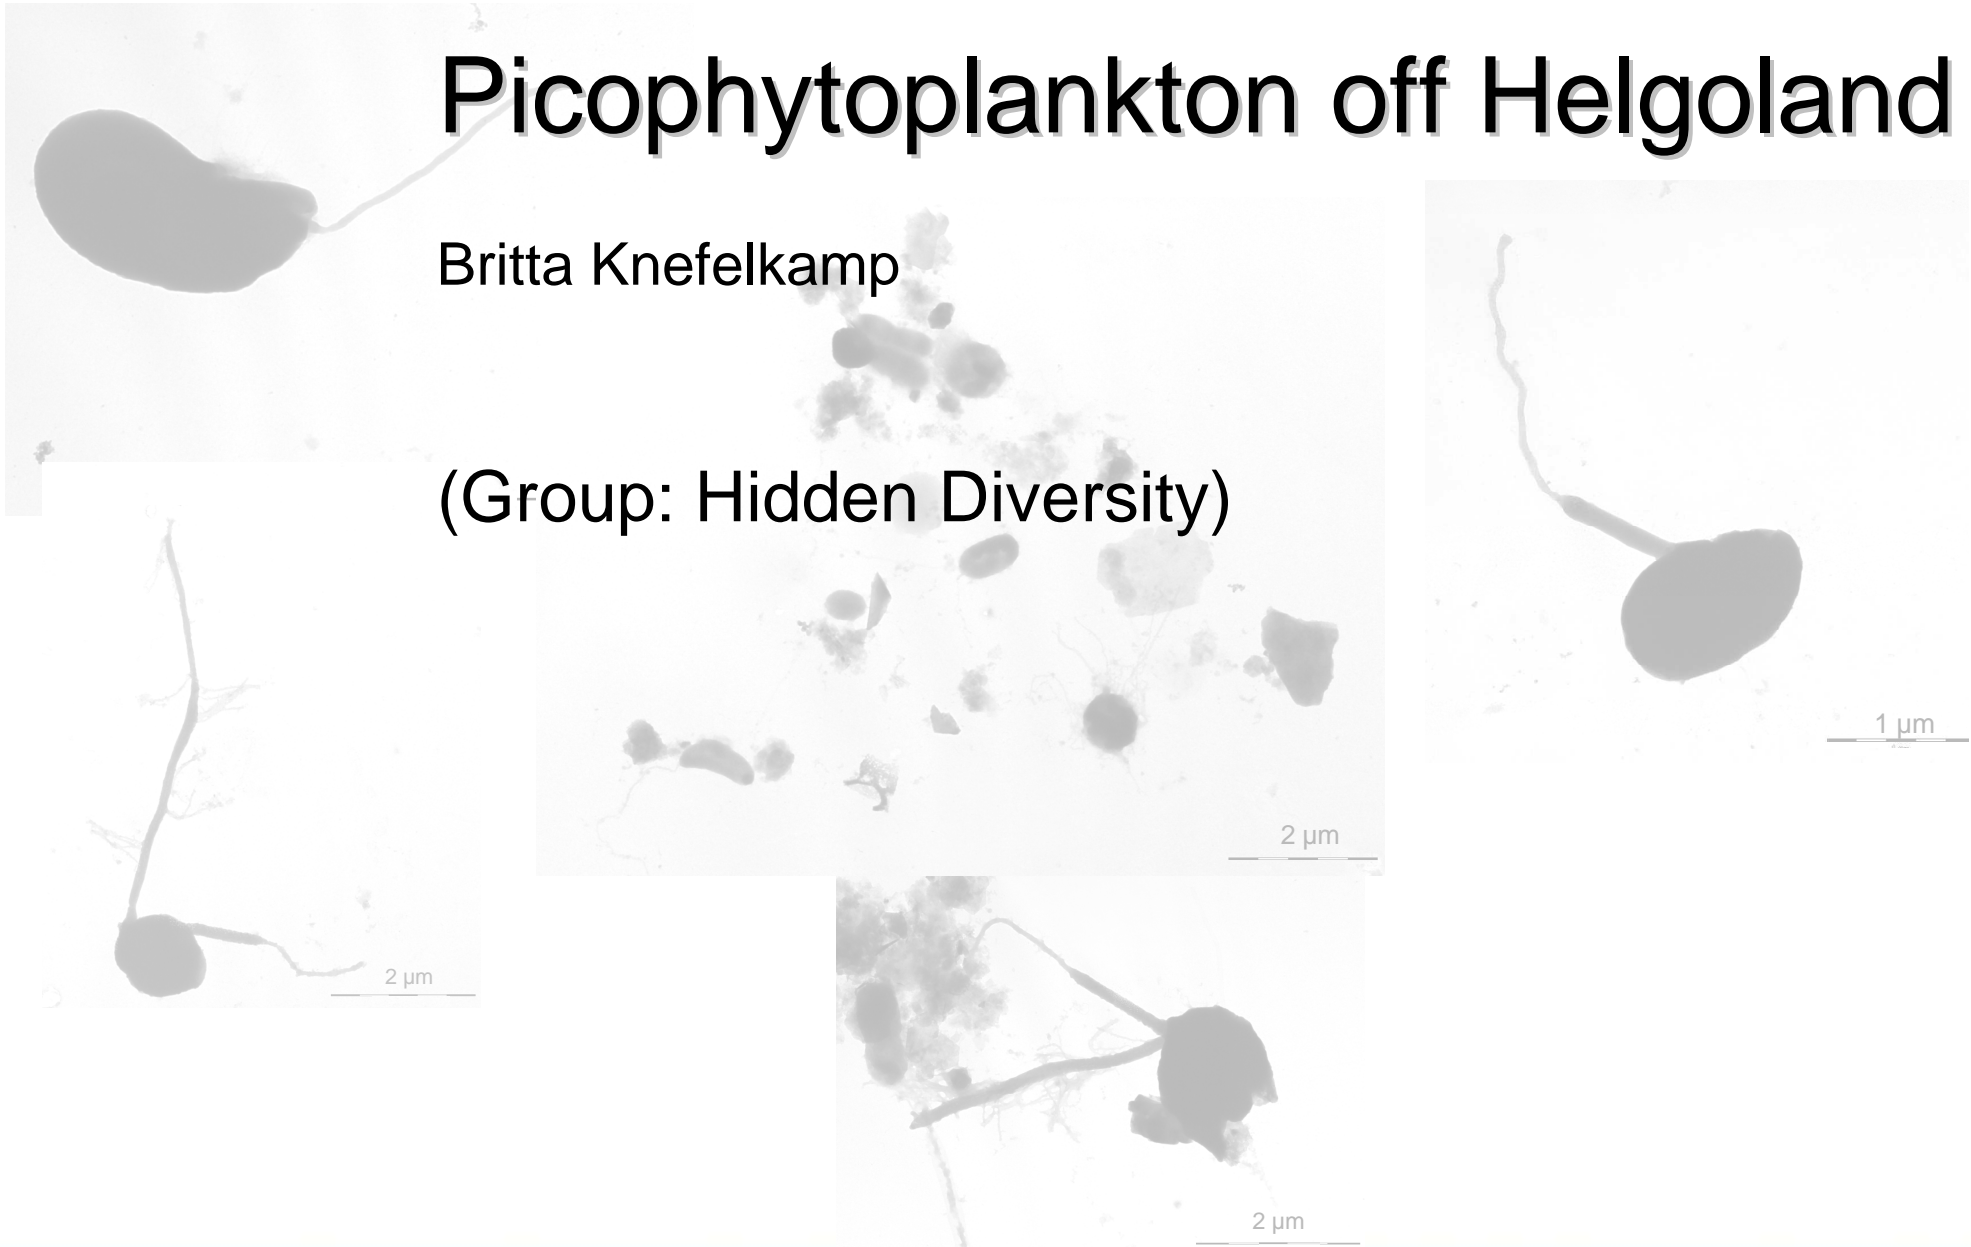 Picophytoplankton off Helgoland
Britta Knefelkamp
(Group: Hidden Diversity)
1 µm
2 µm
2 µm
2 µm